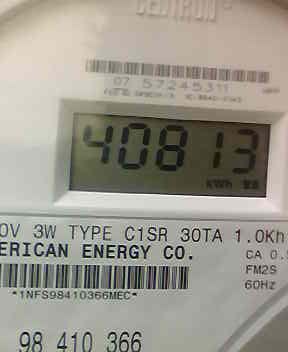 CENTRON®
07 57245311
40813
kWh
0V 3W TYPE C1SR 30TA 1.0Kh
ERICAN ENERGY CO.
CA 0.
FM2S
60Hz
*1NFS98410366MEC*
98 410 366